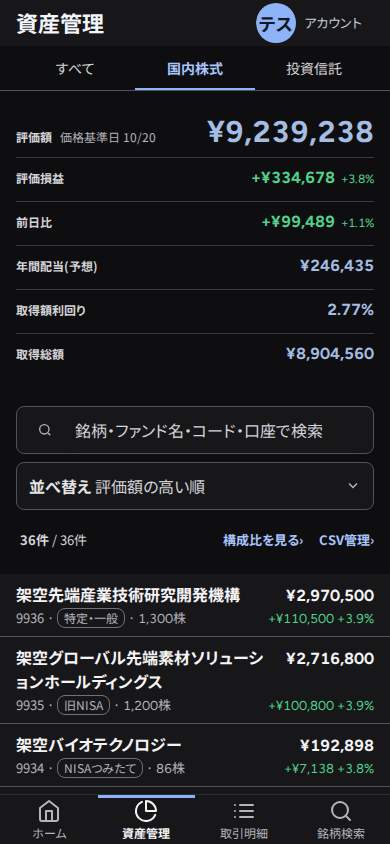 資産管理
テス アカウント
すべて 国内株式 投資信託
評価額 価格基準日 10/20 ¥9,239,238
評価損益 +¥334,678 +3.8%
前日比 +¥99,489 +1.1%
年間配当(予想) ¥246,435
取得額利回り 2.77%
取得総額 ¥8,904,560
銘柄・ファンド名・コード・口座で検索
並べ替え 評価額の高い順
36件 / 36件 構成比を見る› CSV管理›
架空先端産業技術研究開発機構 ¥2,970,500
9936 · 特定・一般 · 1,300株 +¥110,500 +3.9%
架空グローバル先端素材ソリューシ ¥2,716,800
ョンホールディングス
9935 · 旧NISA · 1,200株 +¥100,800 +3.9%
架空バイオテクノロジー ¥192,898
9934 · NISAつみたて · 86株 +¥7,138 +3.8%
ホーム 資産管理 取引明細 銘柄検索